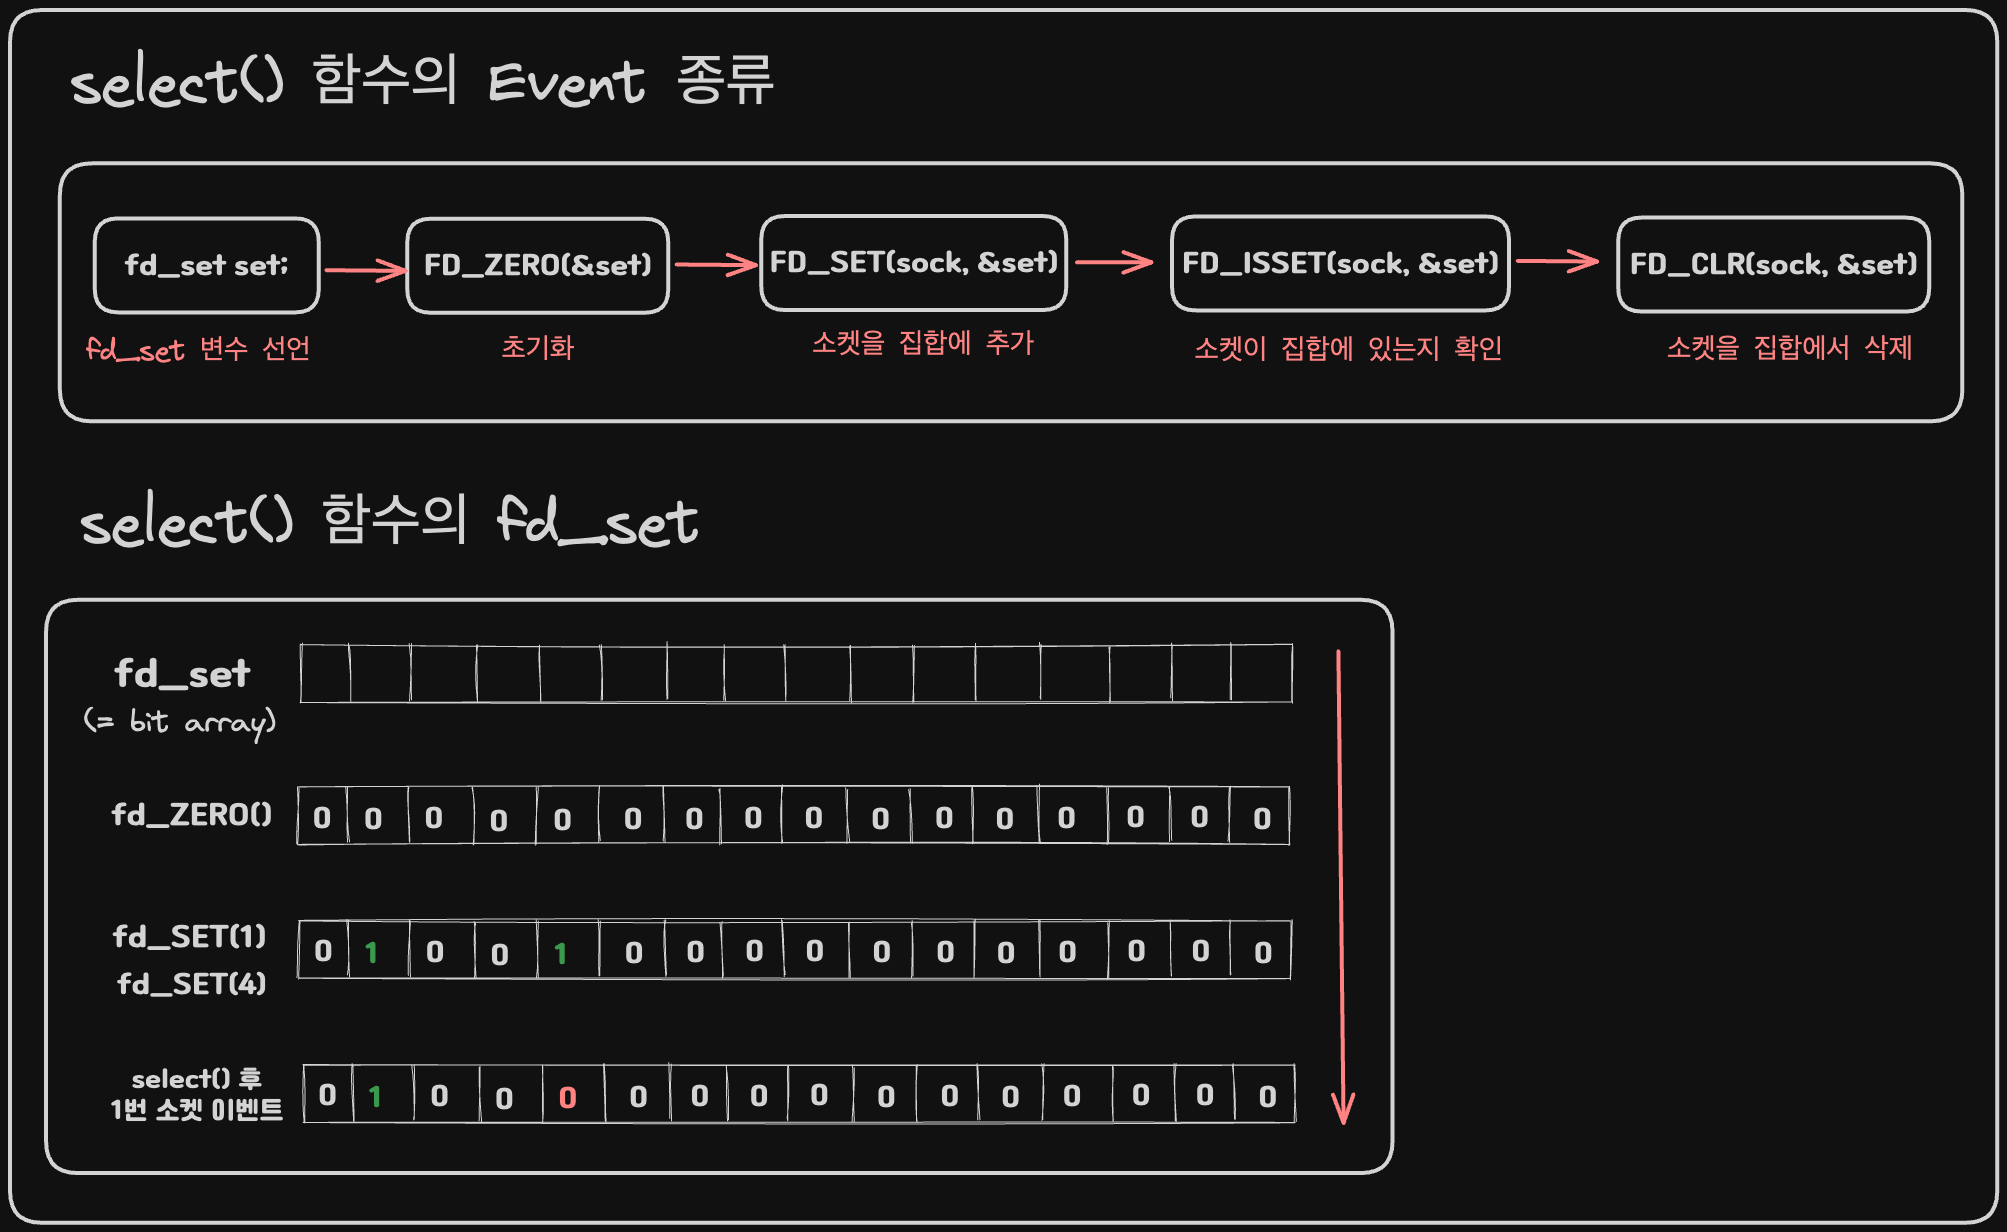 select() 함수의 Event 종류
fd_set set;
FD_ZERO(&set)
FD_SET(sock, &set)
FD_ISSET(sock, &set)
FD_CLR(sock, &set)
fd_set 변수 선언
초기화
소켓을 집합에 추가
소켓이 집합에 있는지 확인
소켓을 집합에서 삭제
select() 함수의 fd_set
fd_set
(= bit array)
fd_ZERO()
0 0 0 0 0 0 0 0 0 0 0 0 0 0 0 0
fd_SET(1)
fd_SET(4)
0 1 0 0 1 0 0 0 0 0 0 0 0 0 0 0
select() 후
1번 소켓 이벤트
0 1 0 0 0 0 0 0 0 0 0 0 0 0 0 0